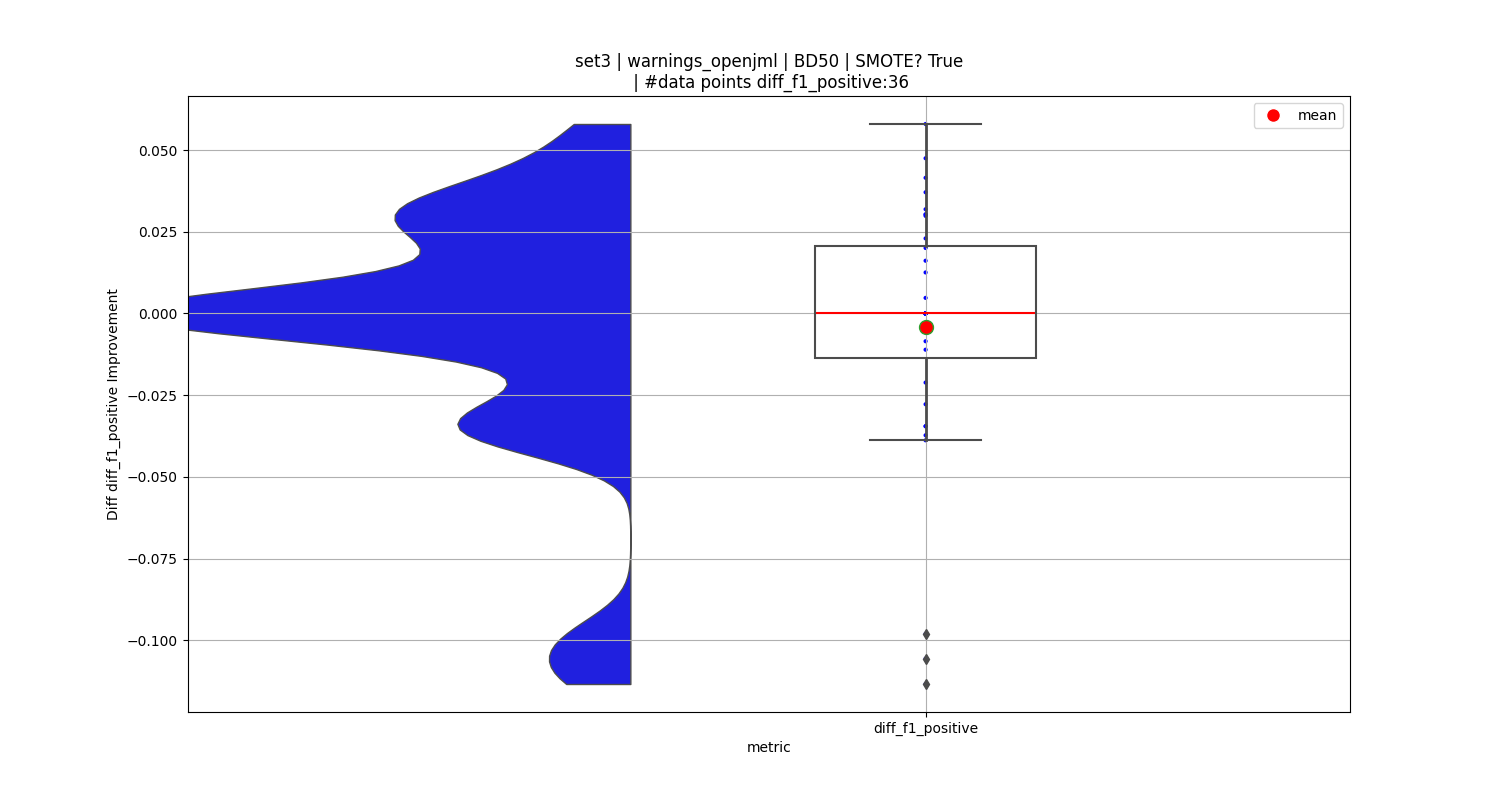 set3 | warnings_openjml | BD50 | SMOTE? True
| #data points diff_f1_positive:36
mean
0.050
0.025
0.000
−0.025
−0.050
−0.075
−0.100
Diff diff_f1_positive Improvement
diff_f1_positive
metric